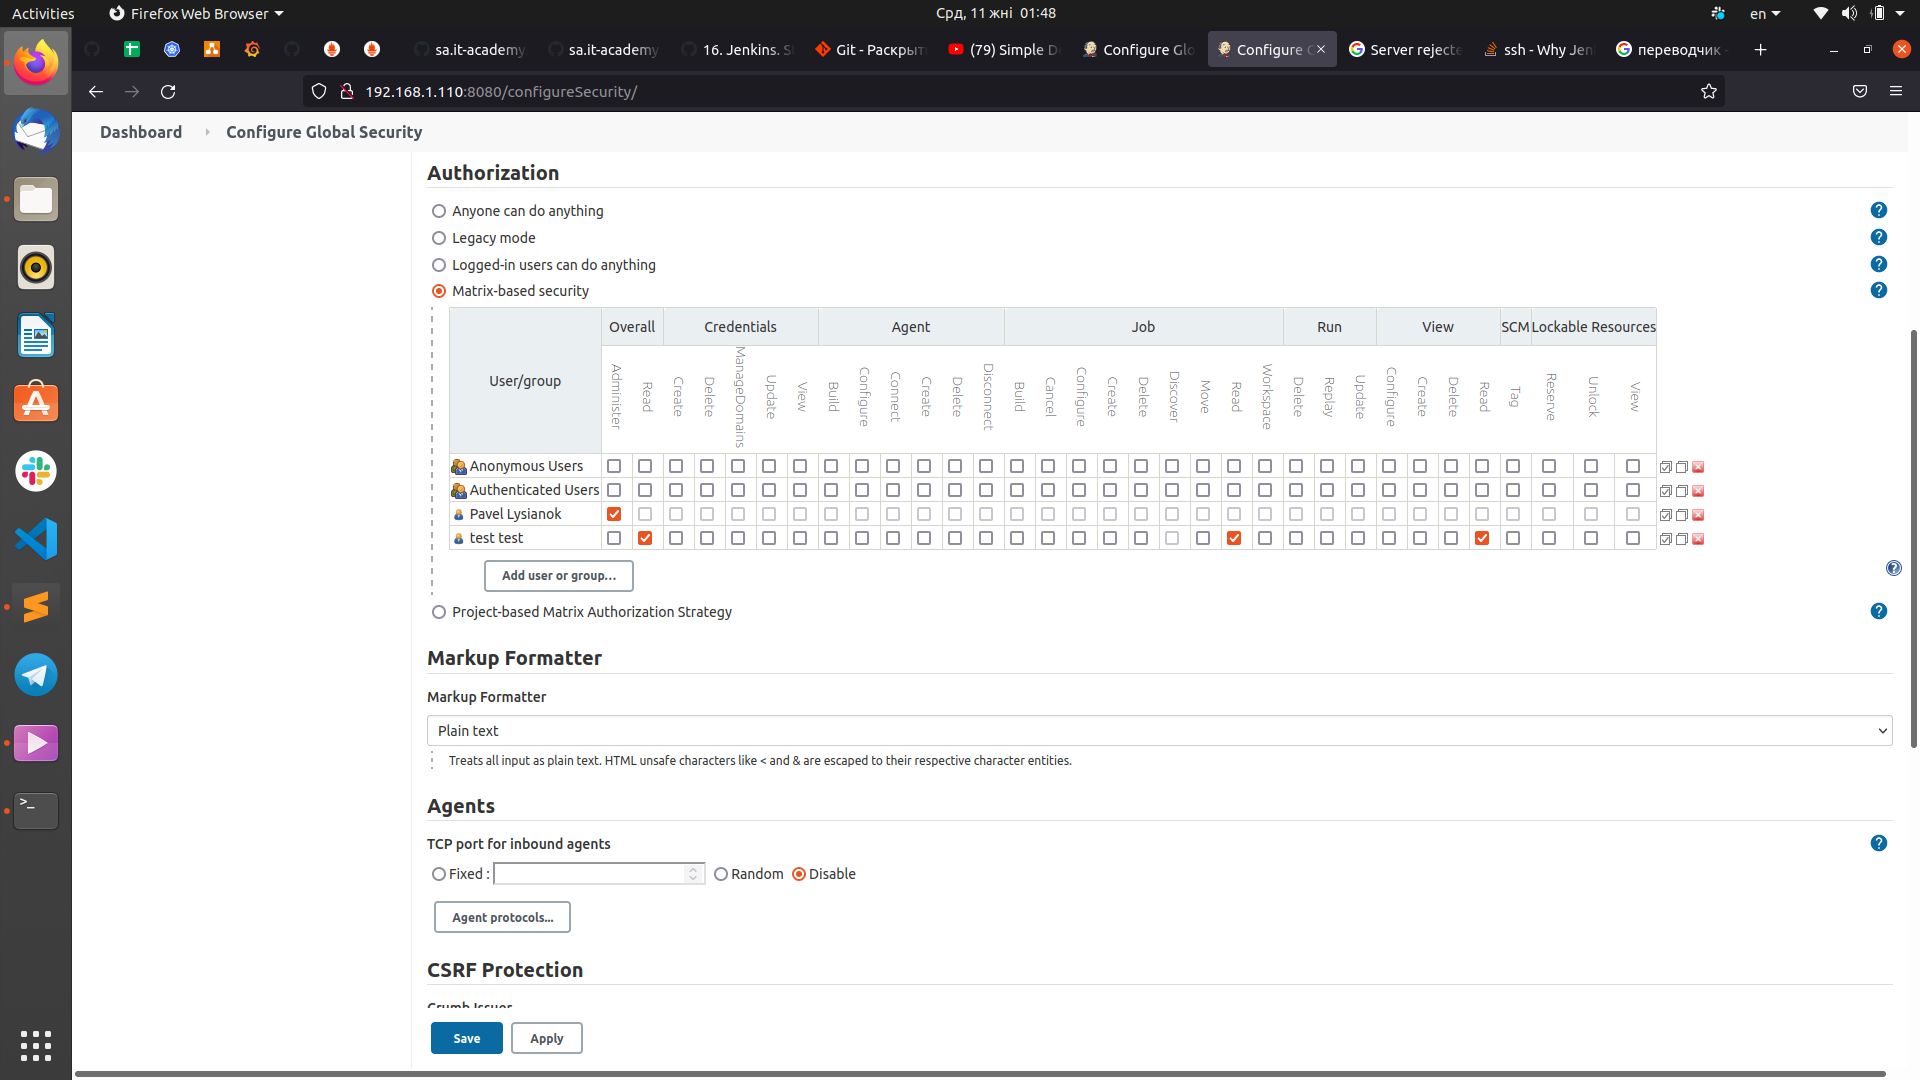 Activities
Firefox Web Browser
Срд, 11 жні 01:48
en
sa.it-academy
sa.it-academy
16. Jenkins. S
Git - Раскрыт
(79) Simple D
Configure Glo
Configure G
Server rejecte
ssh - Why Jen
переводчик -
192.168.1.110:8080/configureSecurity/
Dashboard
Configure Global Security
Authorization
Anyone can do anything
Legacy mode
Logged-in users can do anything
Matrix-based security
User/group
Overall
Credentials
Agent
Job
Run
View
SCM
Lockable Resources
Administer
Read
Create
Delete
ManageDomains
Update
View
Build
Configure
Connect
Create
Delete
Disconnect
Build
Cancel
Configure
Create
Delete
Discover
Move
Read
Workspace
Delete
Replay
Update
Configure
Create
Delete
Read
Tag
Reserve
Unlock
View
Anonymous Users
Authenticated Users
Pavel Lysianok
test test
Add user or group...
Project-based Matrix Authorization Strategy
Markup Formatter
Markup Formatter
Plain text
Treats all input as plain text. HTML unsafe characters like < and & are escaped to their respective character entities.
Agents
TCP port for inbound agents
Fixed :
Random
Disable
Agent protocols...
CSRF Protection
Crumb Issuer
Save
Apply